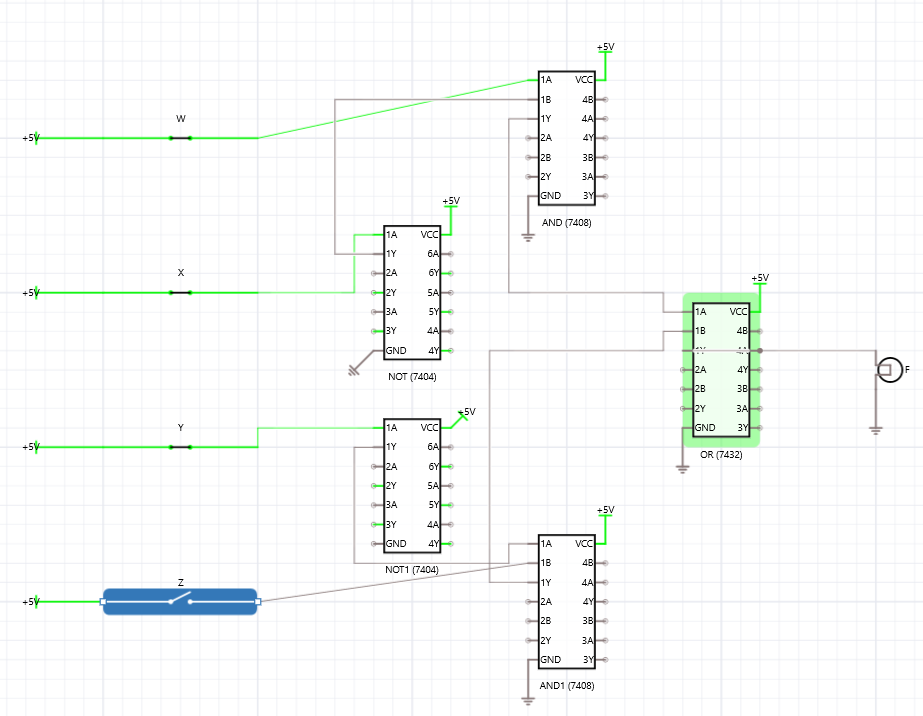 +5V
1A VCC
W
1B 4B
1Y 4A
+5V
2A 4Y
2B 3B
2Y 3A
GND 3Y
+5V
AND (7408)
1A VCC
1Y 6A
X
2A 6Y
+5V
+5V
2Y 5A
3A 5Y
1A VCC
3Y 4A
1B 4B
GND 4Y
1Y 4A
NOT (7404)
2A 4Y
F
2B 3B
+5V
2Y 3A
Y
1A VCC
GND 3Y
+5V
1Y 6A
OR (7432)
2A 6Y
2Y 5A
3A 5Y
+5V
3Y 4A
GND 4Y
1A VCC
NOT1 (7404)
1B 4B
Z
1Y 4A
+5V
2A 4Y
2B 3B
2Y 3A
GND 3Y
AND1 (7408)